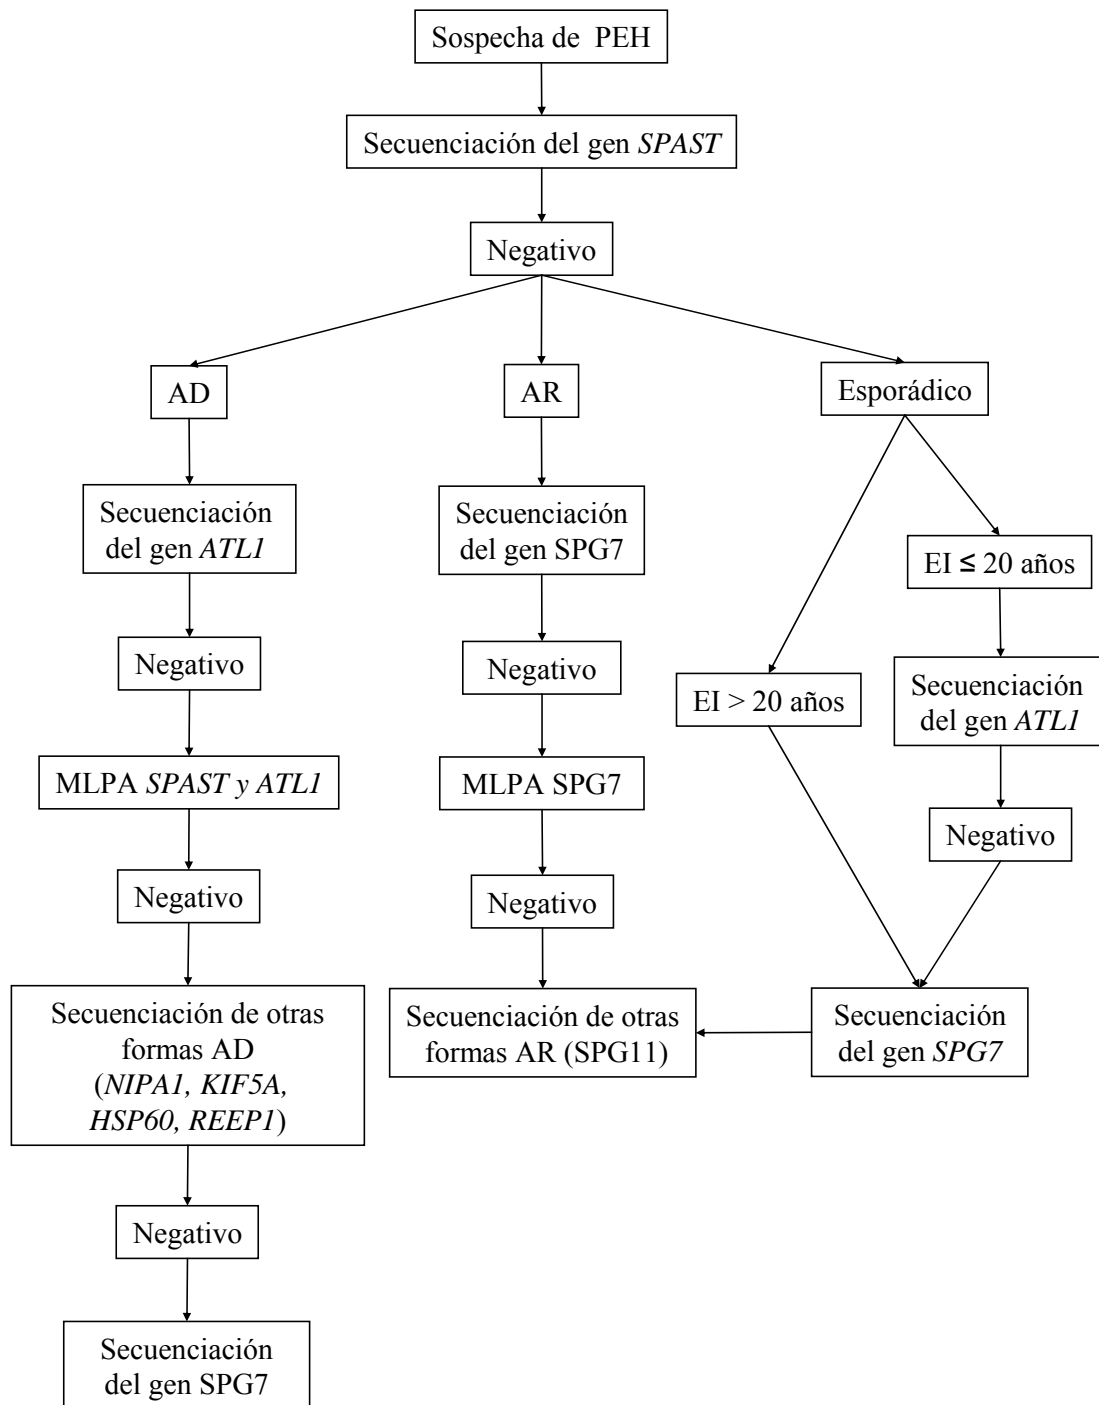 Sospecha de PEH
Secuenciación del gen SPAST
Negativo
AD
AR
Esporádico
Secuenciación
del gen ATL1
Secuenciación
del gen SPG7
EI ≤ 20 años
Negativo
Negativo
EI > 20 años
Secuenciación
del gen ATL1
MLPA SPAST y ATL1
MLPA SPG7
Negativo
Negativo
Negativo
Secuenciación de otras
formas AD
(NIPA1, KIF5A,
HSP60, REEP1)
Secuenciación de otras
formas AR (SPG11)
Secuenciación
del gen SPG7
Negativo
Secuenciación
del gen SPG7